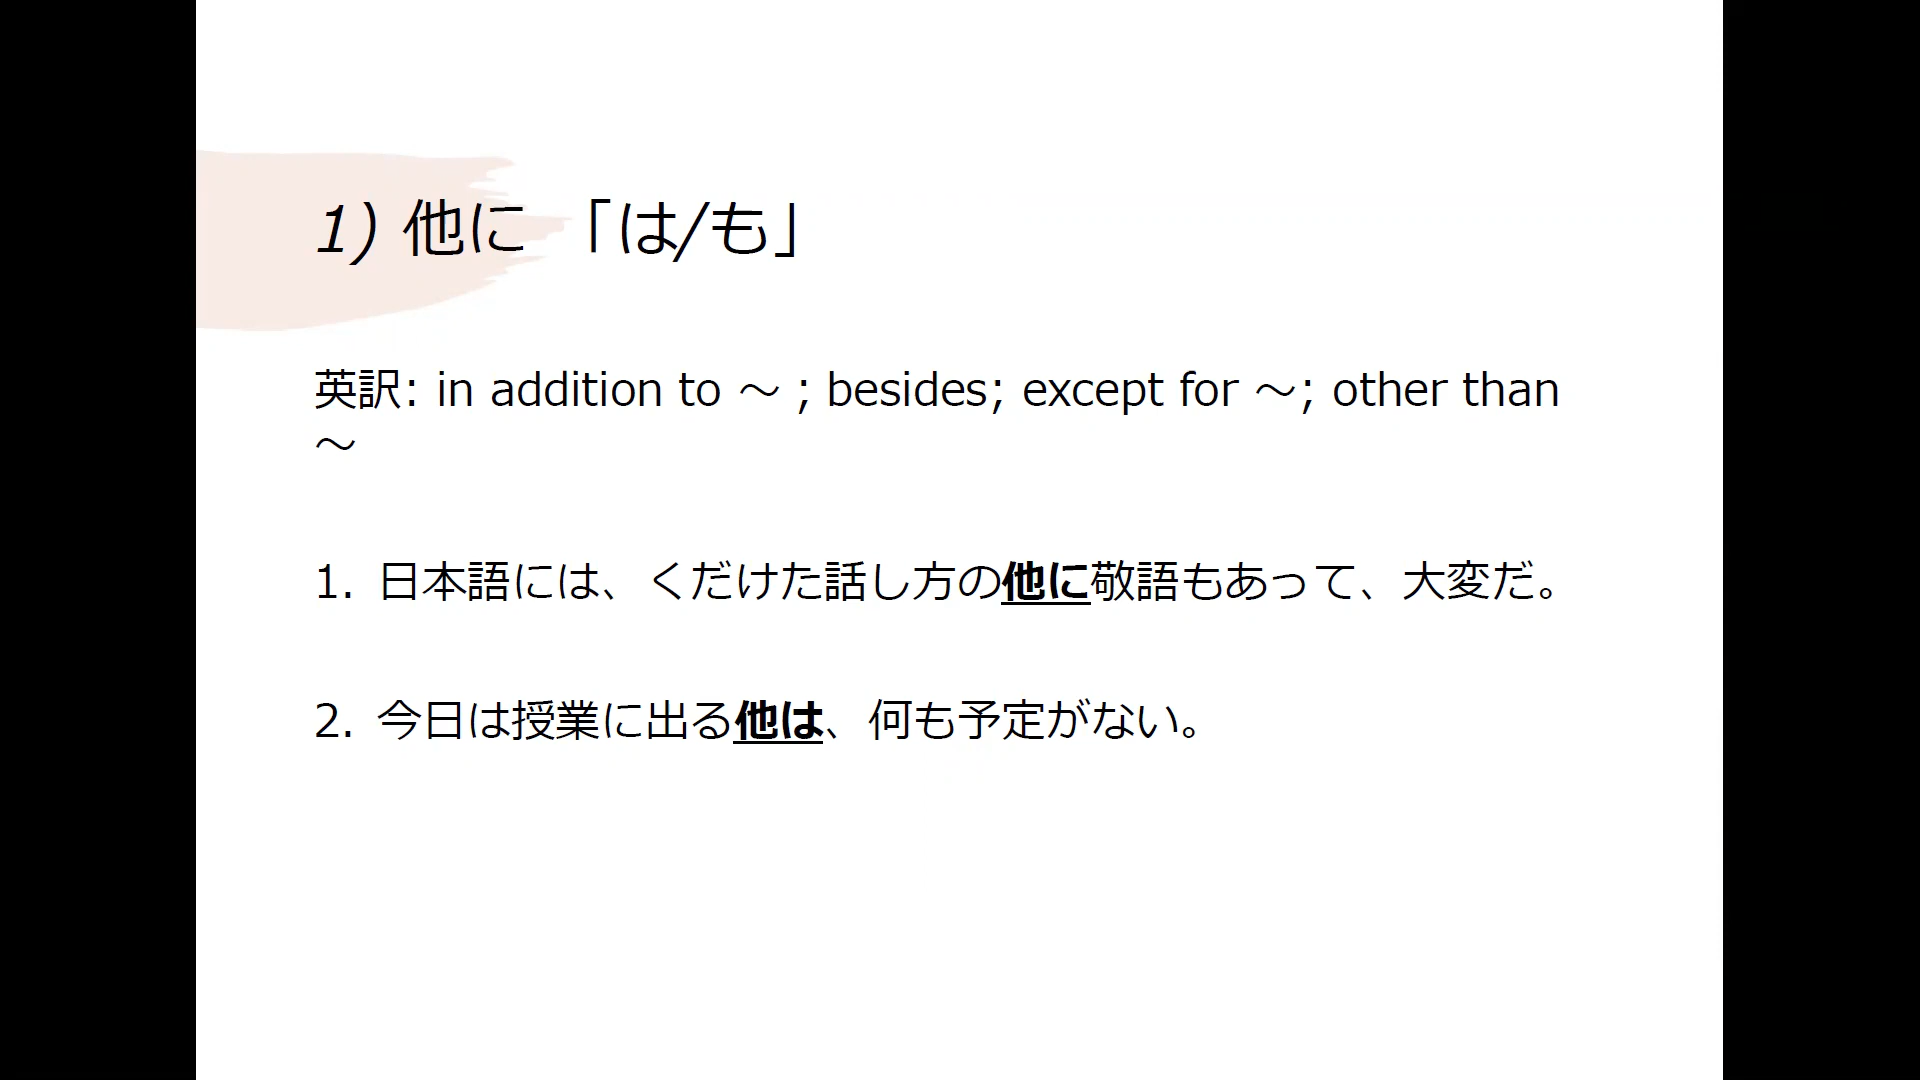 1) 他に 「は/も」
英訳: in addition to ～ ; besides; except for ～; other than
～
1. 日本語には、くだけた話し方の他に敬語もあって、大変だ。
2. 今日は授業に出る他は、何も予定がない。